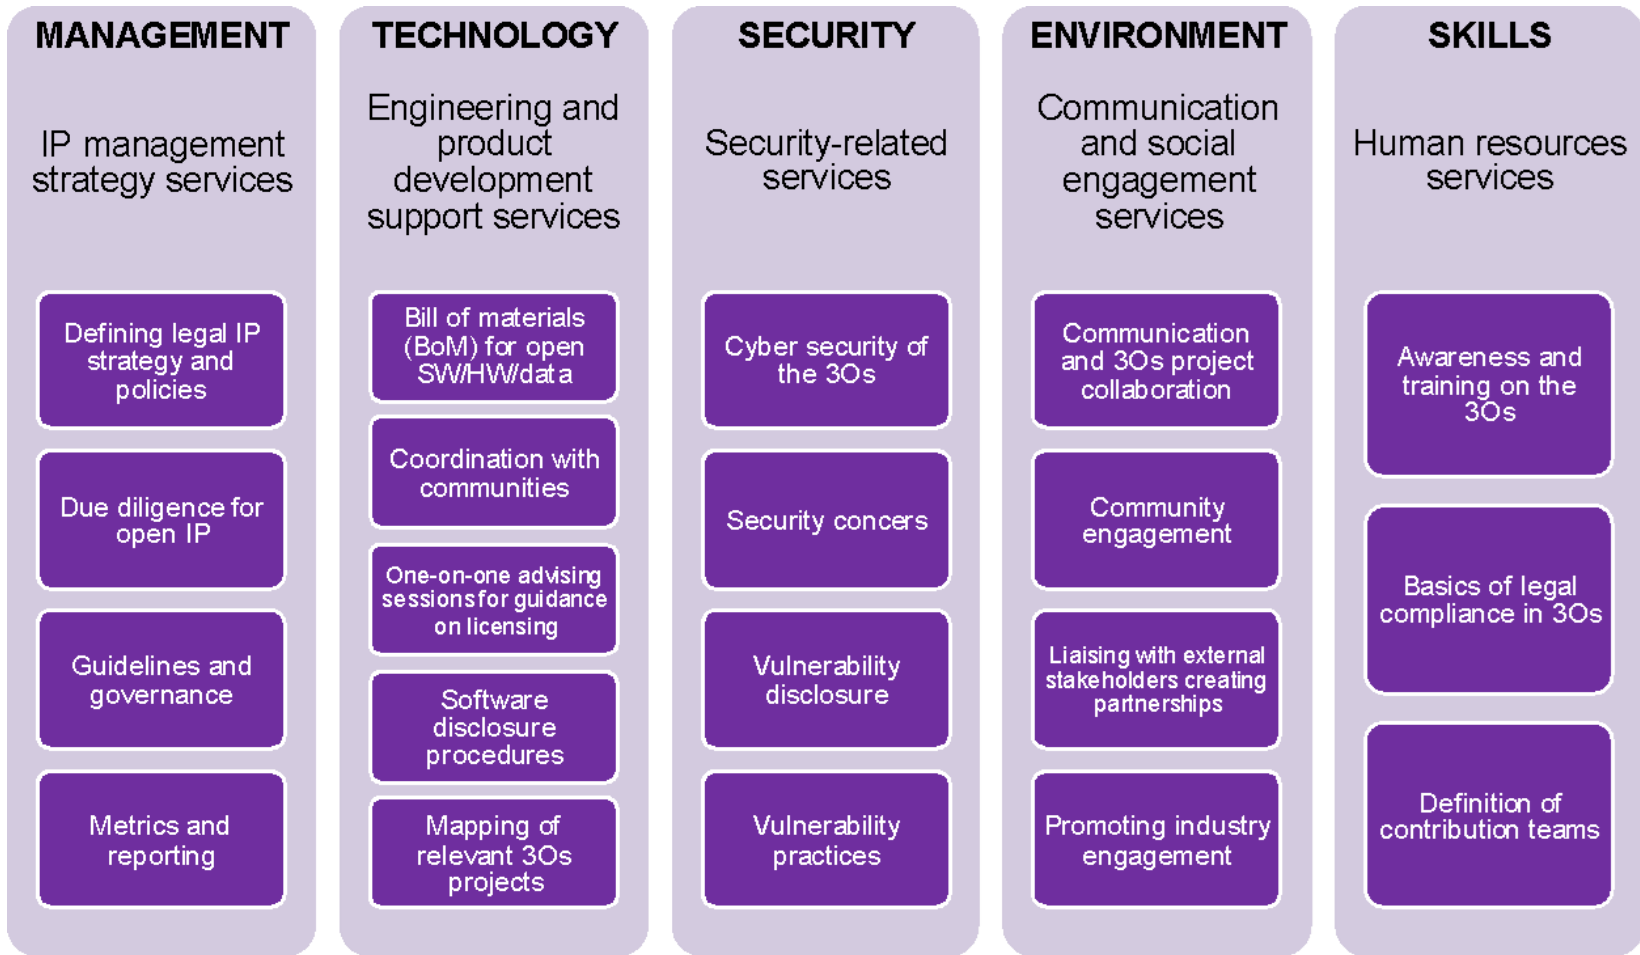 MANAGEMENT
IP management
strategy services
Defining legal IP
strategy and
policies
Due diligence for
open IP
Guidelines and
governance
Metrics and
reporting
TECHNOLOGY
Engineering and
product
development
support services
Bill of materials
(BoM) for open
SW/HW/data
Coordination with
communities
One-on-one advising
sessions for guidance
on licensing
Software
disclosure
procedures
Mapping of
relevant 3Os
projects
SECURITY
Security-related
services
Cyber security of
the 3Os
Security concers
Vulnerability
disclosure
Vulnerability
practices
ENVIRONMENT
Communication
and social
engagement
services
Communication
and 3Os project
collaboration
Community
engagement
Liaising with external
stakeholders creating
partnerships
Promoting industry
engagement
SKILLS
Human resources
services
Awareness and
training on the
3Os
Basics of legal
compliance in 3Os
Definition of
contribution teams